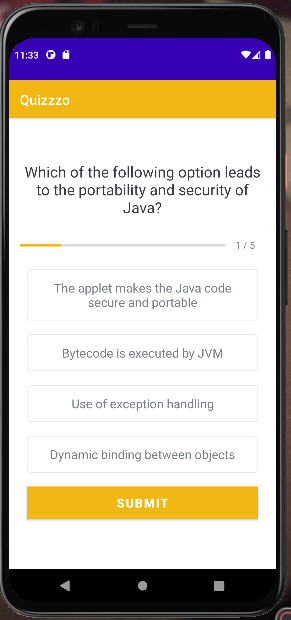 11:33
Quizzzo
Which of the following option leads
to the portability and security of
Java?
1 / 5
The applet makes the Java code
secure and portable
Bytecode is executed by JVM
Use of exception handling
Dynamic binding between objects
SUBMIT